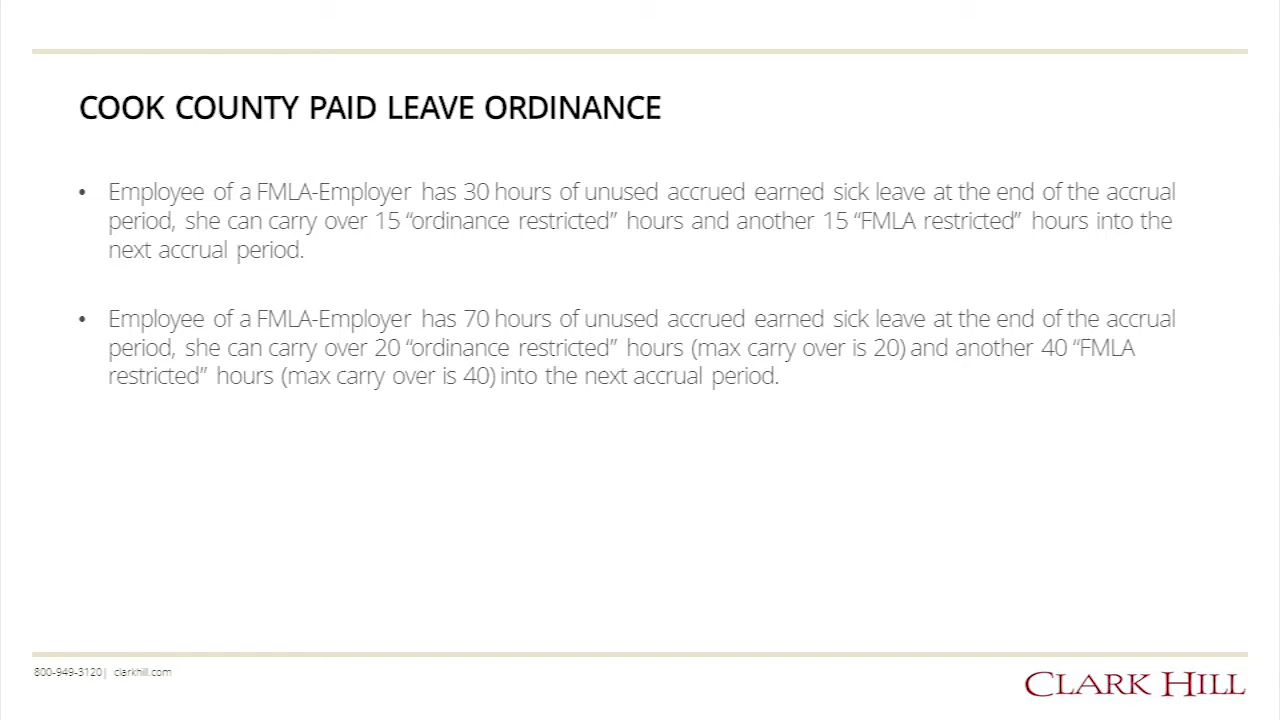 COOK COUNTY PAID LEAVE ORDINANCE
• Employee of a FMLA-Employer has 30 hours of unused accrued earned sick leave at the end of the accrual
period, she can carry over 15 “ordinance restricted” hours and another 15 “FMLA restricted” hours into the
next accrual period.
• Employee of a FMLA-Employer has 70 hours of unused accrued earned sick leave at the end of the accrual
period, she can carry over 20 “ordinance restricted” hours (max carry over is 20) and another 40 “FMLA
restricted” hours (max carry over is 40) into the next accrual period.
800-949-3120| clarkhill.com
CLARK HILL